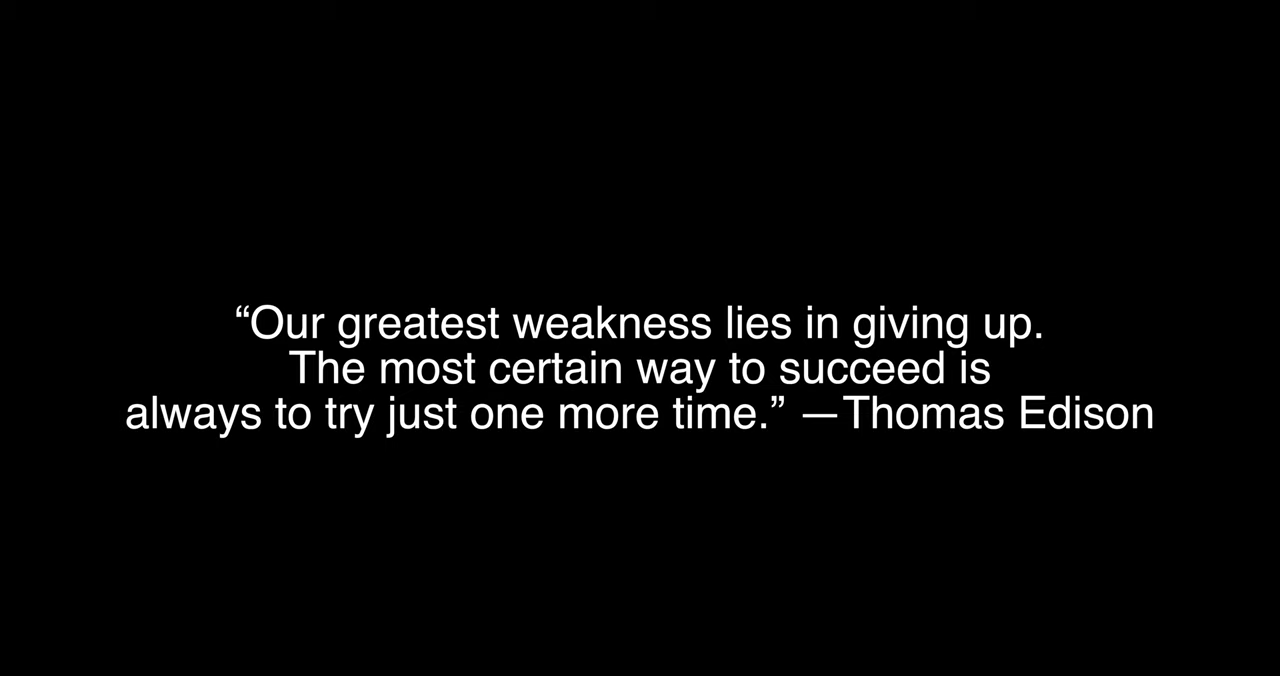 “Our greatest weakness lies in giving up.
The most certain way to succeed is
always to try just one more time.” —Thomas Edison